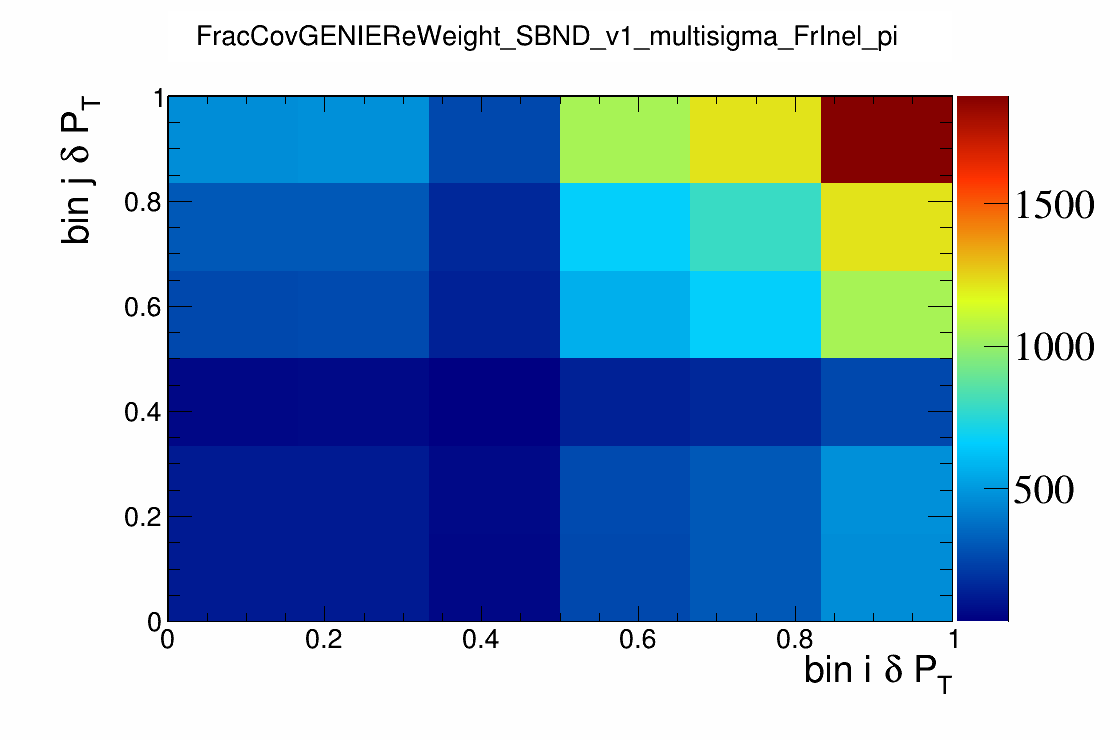 FracCovGENIEReWeight_SBND_v1_multisigma_FrInel_pi
bin j δ P_T
1
0.8
0.6
0.4
0.2
0
0 0.2 0.4 0.6 0.8 1
bin i δ P_T
1500
1000
500